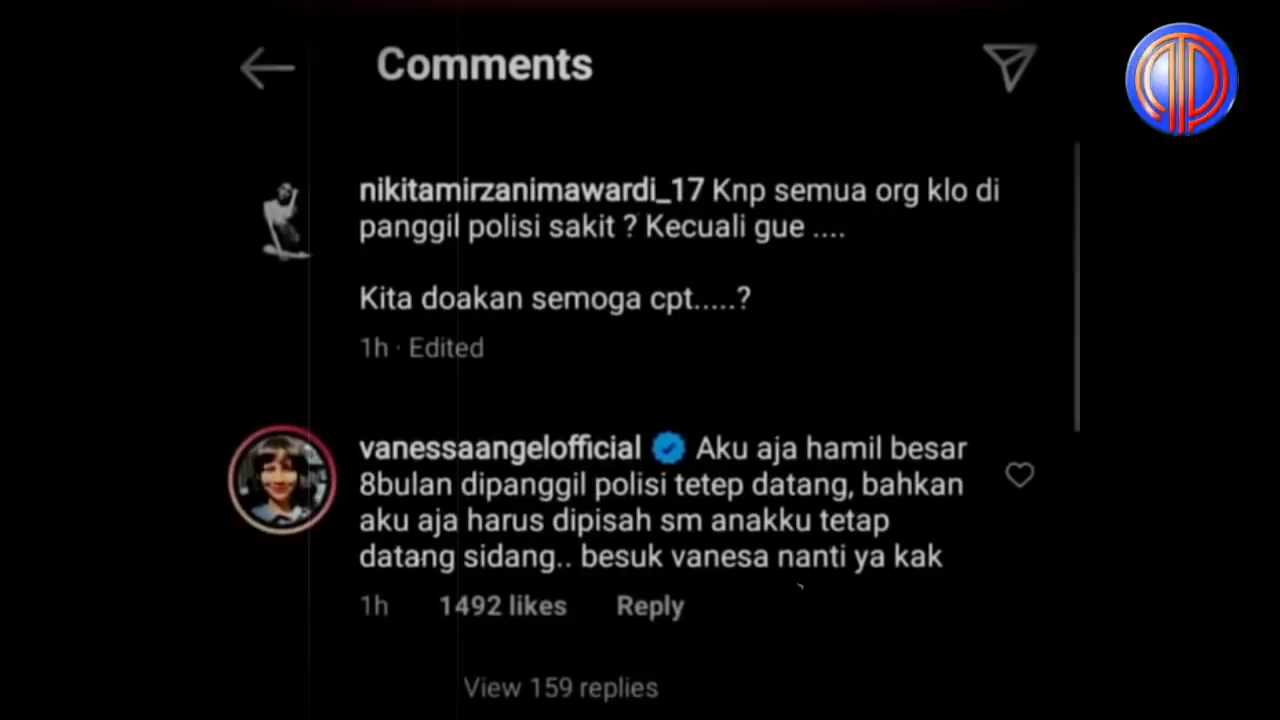 Comments
nikitamirzanimawardi_17 Knp semua org klo di
panggil polisi sakit ? Kecuali gue ....
Kita doakan semoga cpt.....?
1h · Edited
vanessaangelofficial Aku aja hamil besar
8bulan dipanggil polisi tetep datang, bahkan
aku aja harus dipisah sm anakku tetap
datang sidang.. besuk vanesa nanti ya kak
1h 1492 likes Reply
View 159 replies